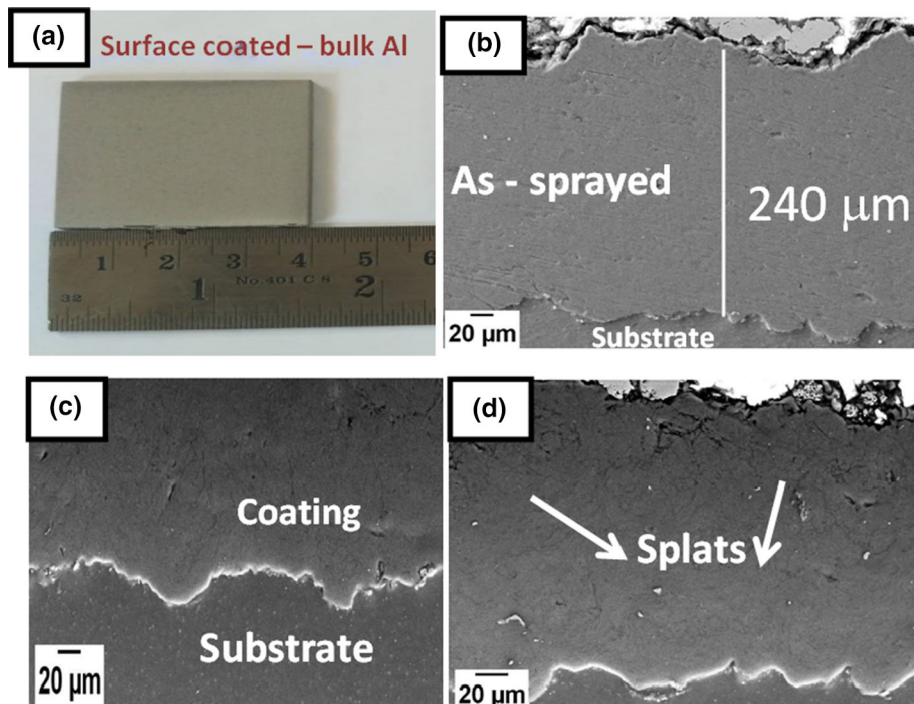 (a)
Surface coated – bulk Al
1 2 3 4 5 6
No.401 C 8
32
1 2
(b)
As - sprayed
240 μm
20 μm
Substrate
(c)
Coating
Substrate
20 μm
(d)
Splats
20 μm